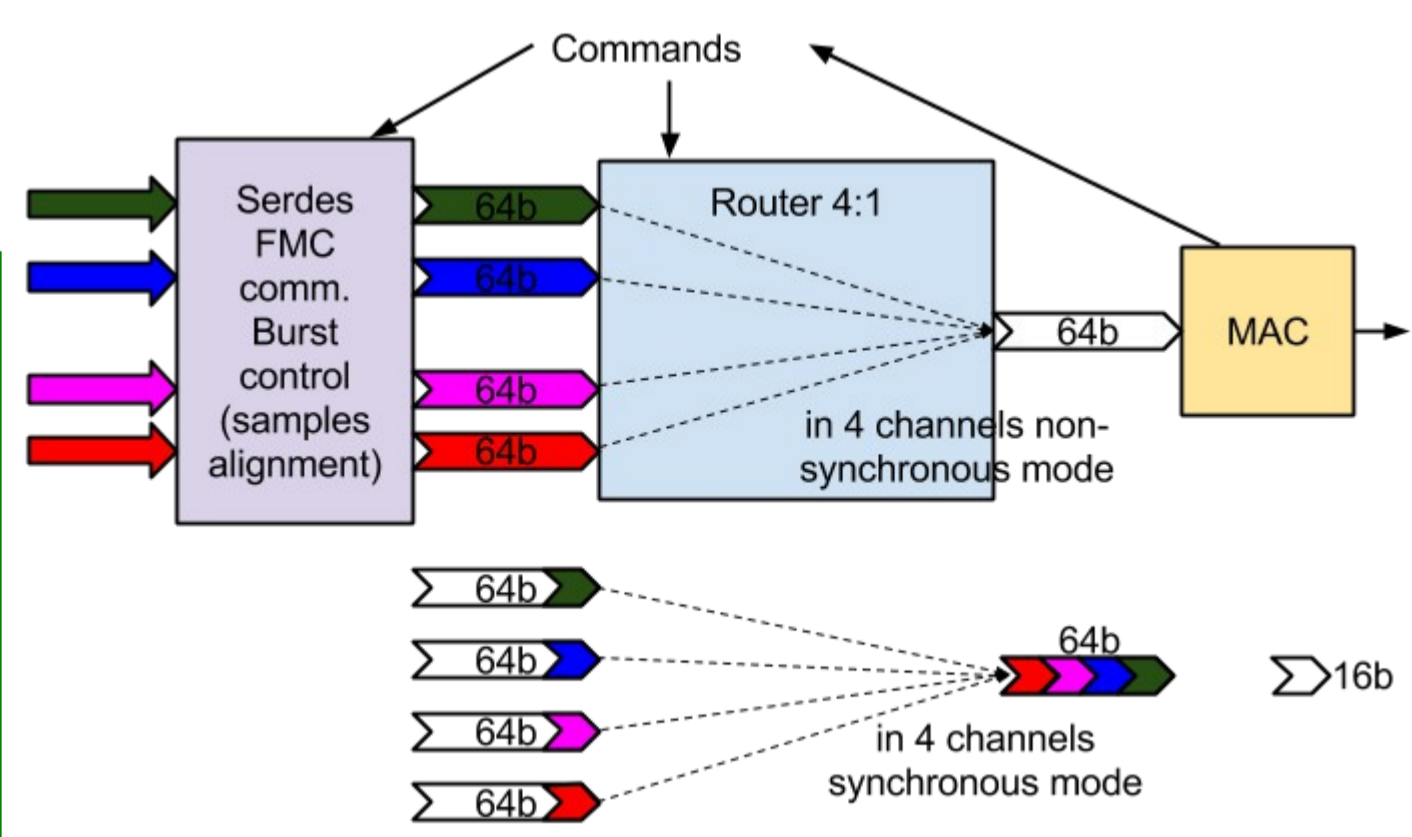 Commands
Serdes
FMC
comm.
Burst
control
(samples
alignment)
64b
64b
64b
64b
Router 4:1
in 4 channels non-
synchronous mode
64b
MAC
64b
64b
64b
64b
64b
16b
in 4 channels
synchronous mode